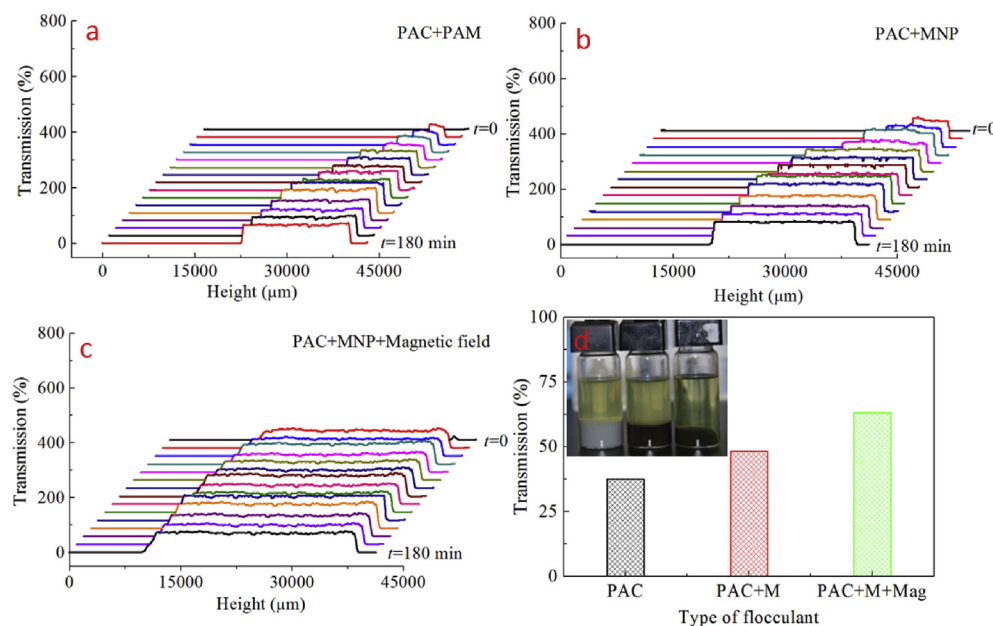 a
PAC+PAM
Transmission (%)
800
600
400
200
0
t=0
t=180 min
0
15000
30000
45000
Height (μm)
b
PAC+MNP
Transmission (%)
800
600
400
200
0
t=0
t=180 min
0
15000
30000
45000
Height (μm)
c
PAC+MNP+Magnetic field
Transmission (%)
800
600
400
200
0
t=0
t=180 min
0
15000
30000
45000
Height (μm)
d
Transmission (%)
100
75
50
25
0
PAC
PAC+M
PAC+M+Mag
Type of flocculant